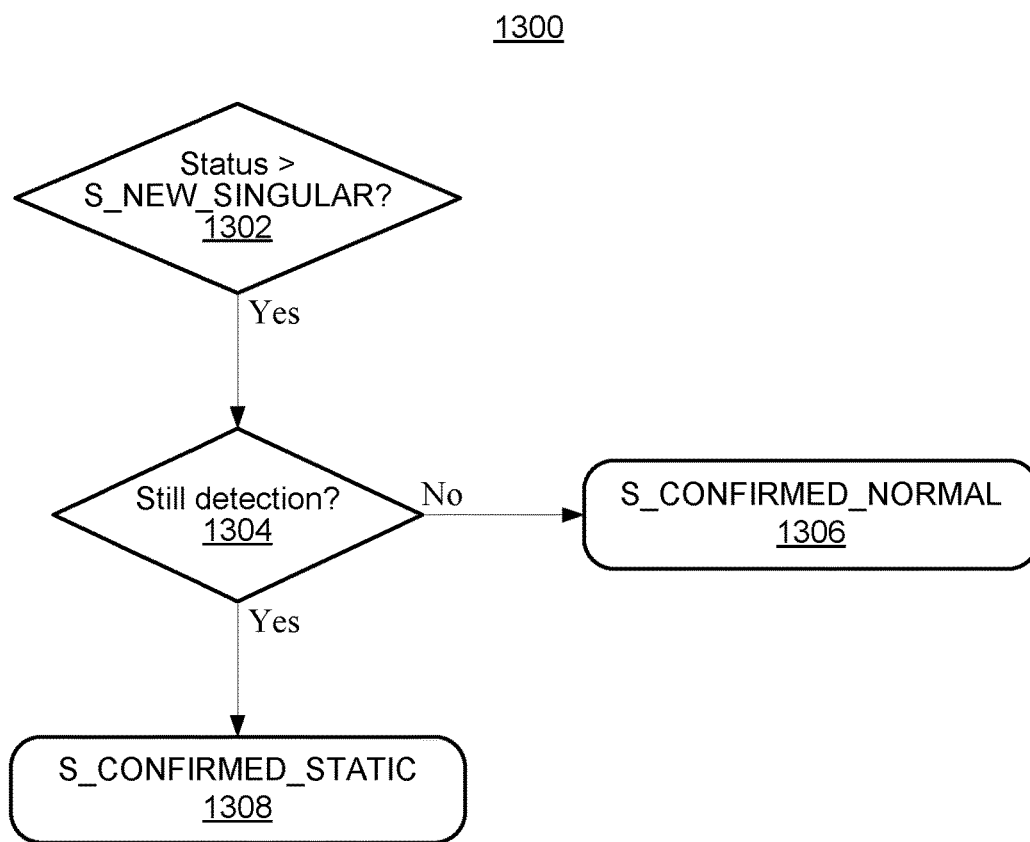 1300
Status >
S_NEW_SINGULAR?
1302
Yes
Still detection?
1304
No
S_CONFIRMED_NORMAL
1306
Yes
S_CONFIRMED_STATIC
1308